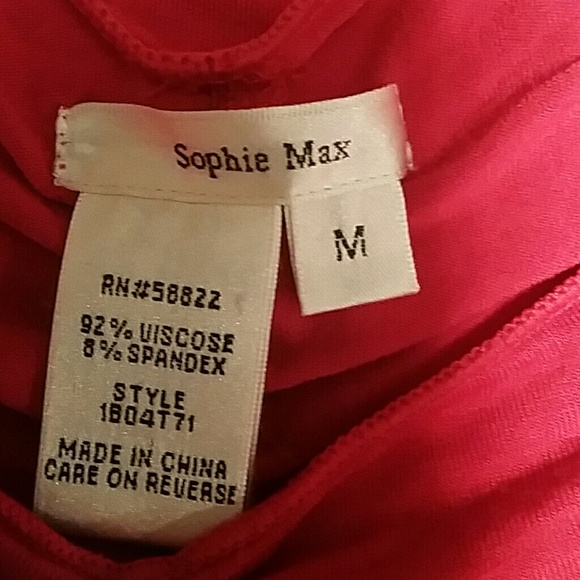 Sophie Max
M
RN#58822
92% VISCOSE
8% SPANDEX
STYLE
1B04T71
MADE IN CHINA
CARE ON REVERSE